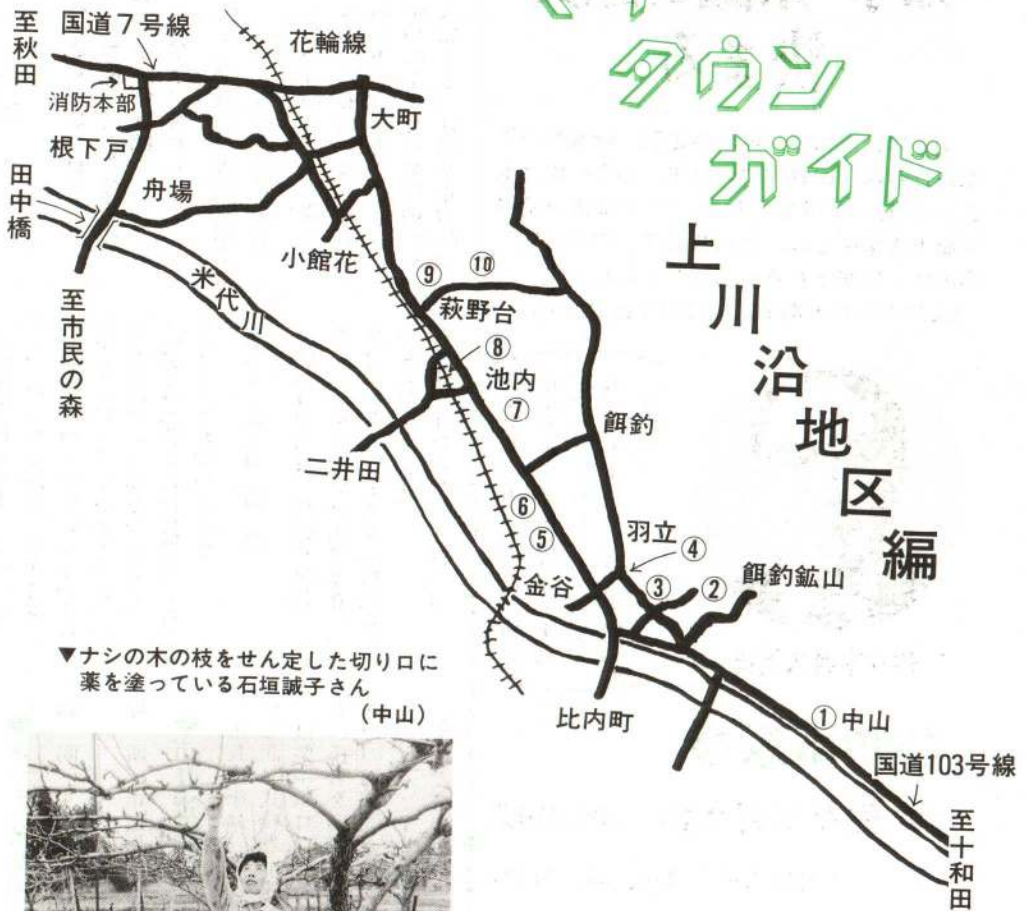 タウン
ガイド
上川沿地区編
至秋田
国道7号線
花輪線
消防本部
大町
根下戸
田中橋
舟場
小館花
米代川
至市民の森
⑨
⑩
萩野台
⑧
池内
⑦
餌釣
二井田
⑥
⑤
羽立
④
金谷
③
②
餌釣鉱山
比内町
①中山
国道103号線
至十和田
▼ナシの木の枝をせん定した切り口に
薬を塗っている石垣誠子さん
(中山)